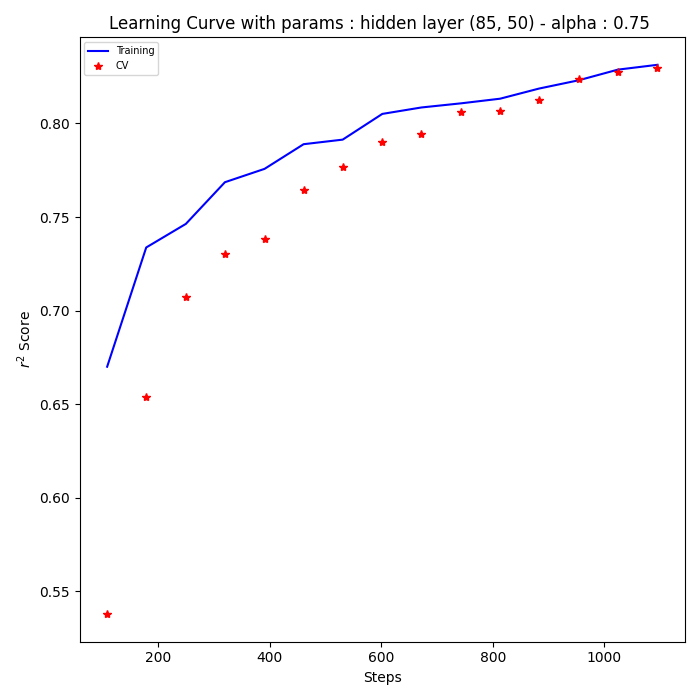 Learning Curve with params : hidden layer (85, 50) - alpha : 0.75
Training
CV
0.80
0.75
0.70
0.65
0.60
0.55
r² Score
200 400 600 800 1000
Steps